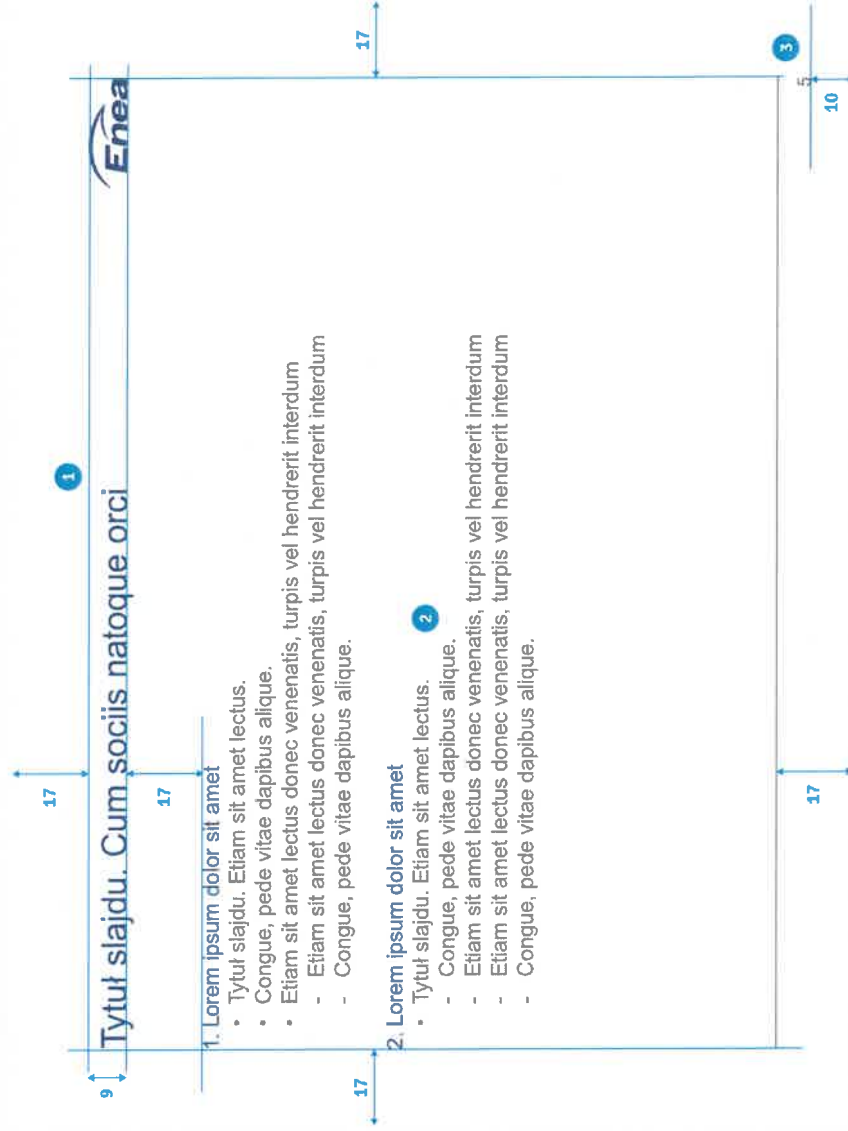 17
1
9
Tytuł slajdu. Cum sociis natoque orci
Enea
17
1. Lorem ipsum dolor sit amet
• Tytuł slajdu. Etiam sit amet lectus.
• Congue, pede vitae dapibus alique.
• Etiam sit amet lectus donec venenatis, turpis vel hendrerit interdum
- Etiam sit amet lectus donec venenatis, turpis vel hendrerit interdum
- Congue, pede vitae dapibus alique.
17
17
2. Lorem ipsum dolor sit amet
• Tytuł slajdu. Etiam sit amet lectus.
2
- Congue, pede vitae dapibus alique.
- Etiam sit amet lectus donec venenatis, turpis vel hendrerit interdum
- Etiam sit amet lectus donec venenatis, turpis vel hendrerit interdum
- Congue, pede vitae dapibus alique.
3
5
17
10